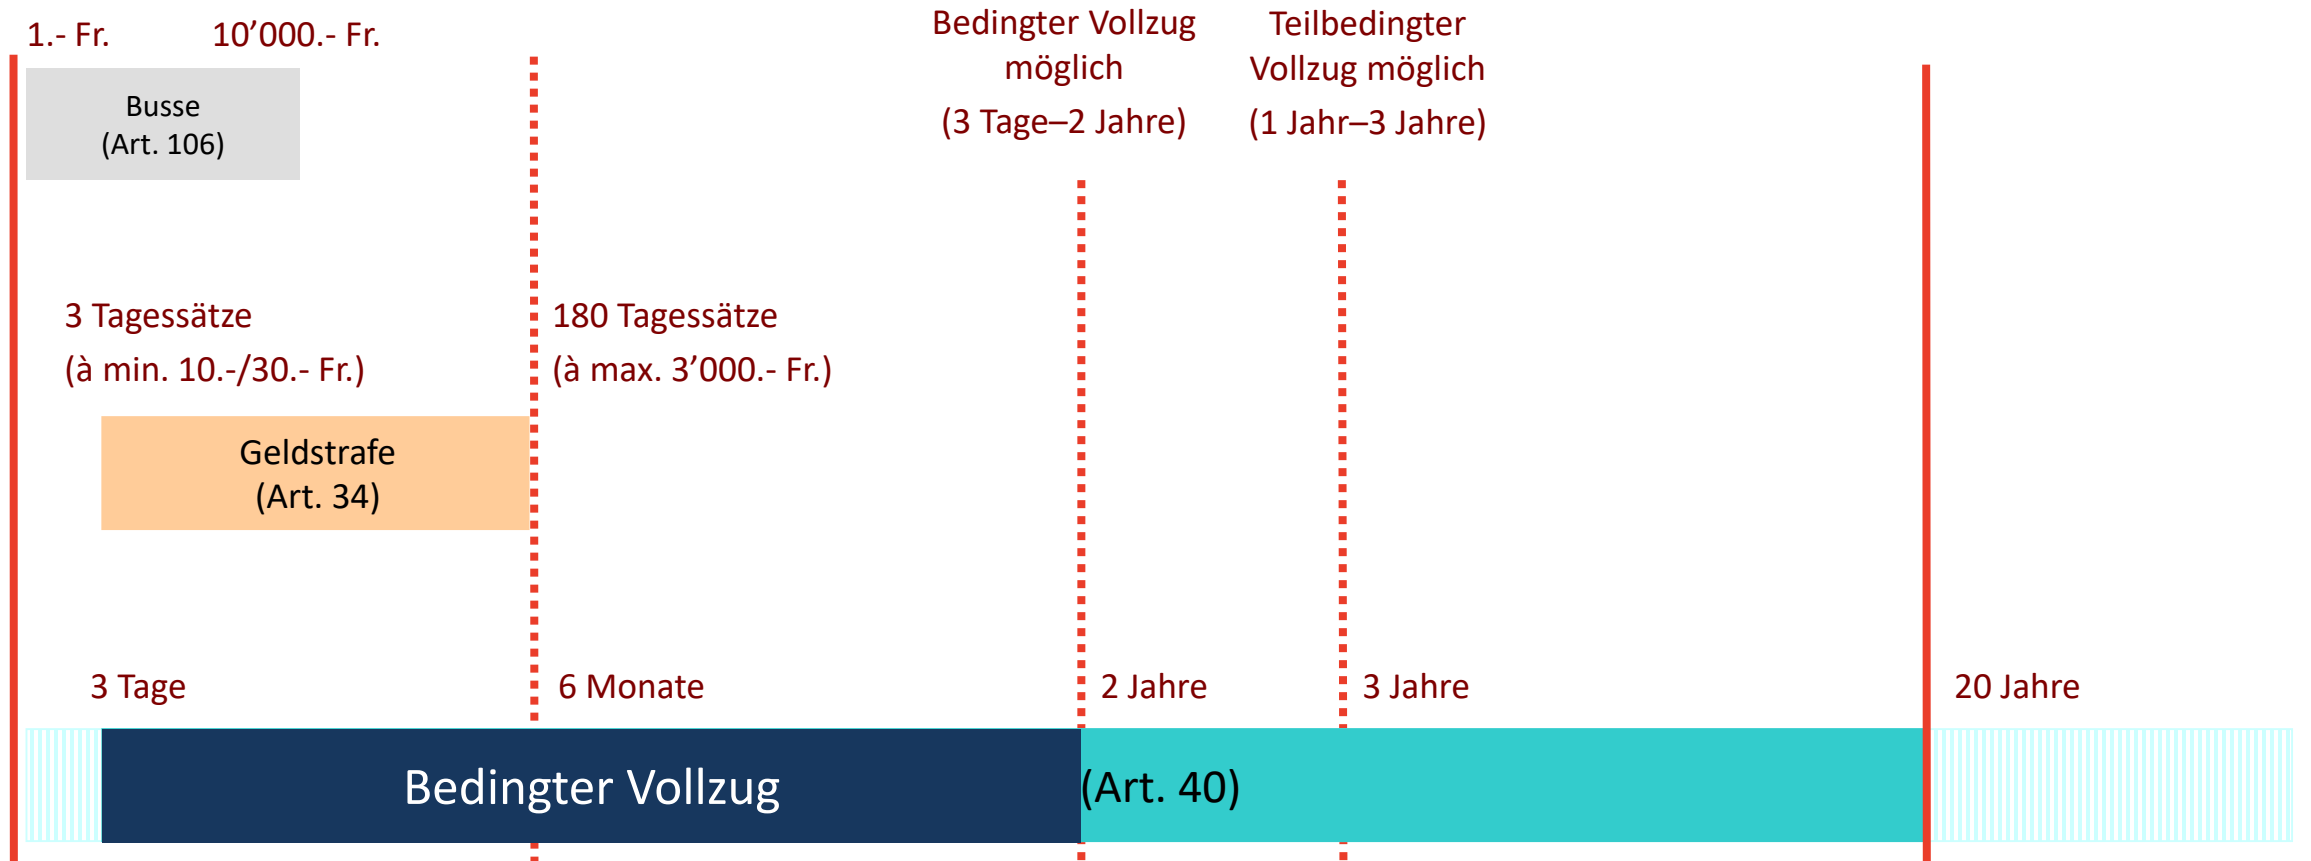 1.- Fr.
10’000.- Fr.
Bedingter Vollzug
möglich
(3 Tage–2 Jahre)
Teilbedingter
Vollzug möglich
(1 Jahr–3 Jahre)
Busse
(Art. 106)
3 Tagessätze
(à min. 10.-/30.- Fr.)
180 Tagessätze
(à max. 3’000.- Fr.)
Geldstrafe
(Art. 34)
3 Tage
6 Monate
2 Jahre
3 Jahre
20 Jahre
Bedingter Vollzug
(Art. 40)